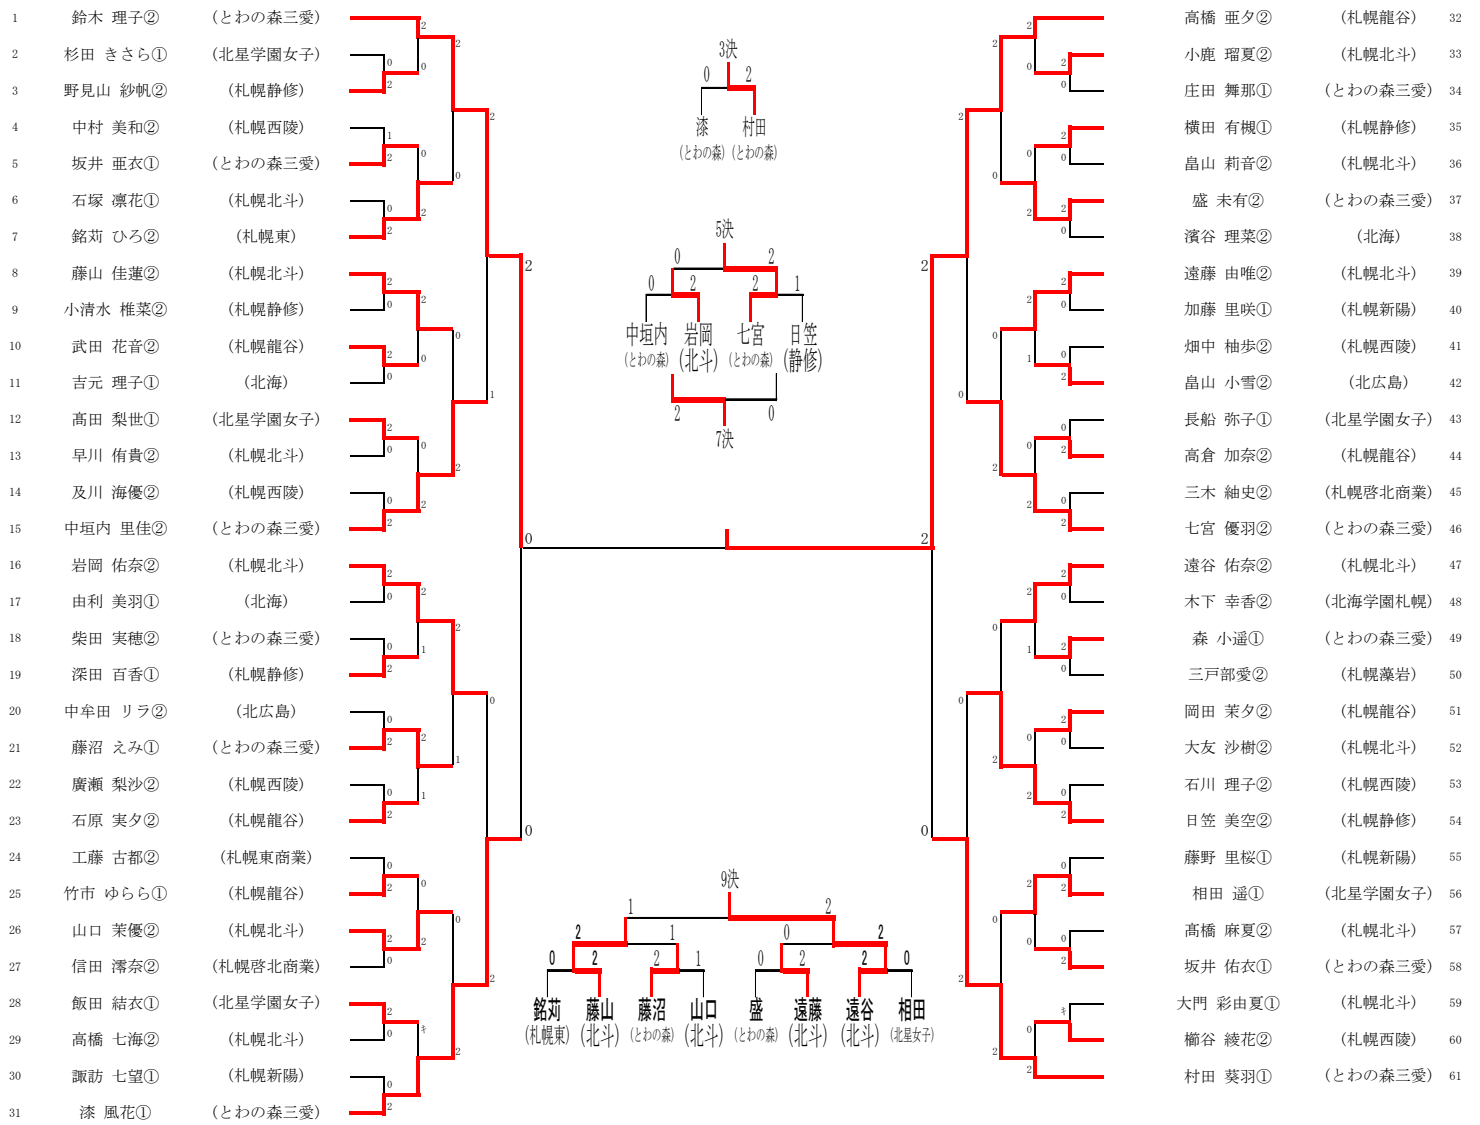 1 鈴木 理子② (とわの森三愛)
2 杉田 きさら① (北星学園女子)
3 野見山 紗帆② (札幌静修)
4 中村 美和② (札幌西陵)
5 坂井 亜衣① (とわの森三愛)
6 石塚 凛花① (札幌北斗)
7 銘苅 ひろ② (札幌東)
8 藤山 佳蓮② (札幌北斗)
9 小清水 椎菜② (札幌静修)
10 武田 花音② (札幌龍谷)
11 吉元 理子① (北海)
12 髙田 梨世① (北星学園女子)
13 早川 侑貴② (札幌北斗)
14 及川 海優② (札幌西陵)
15 中垣内 里佳② (とわの森三愛)
16 岩岡 佑奈② (札幌北斗)
17 由利 美羽① (北海)
18 柴田 実穂② (とわの森三愛)
19 深田 百香① (札幌静修)
20 中牟田 リラ② (北広島)
21 藤沼 えみ① (とわの森三愛)
22 廣瀬 梨沙② (札幌西陵)
23 石原 実夕② (札幌龍谷)
24 工藤 古都② (札幌東商業)
25 竹市 ゆらら① (札幌龍谷)
26 山口 茉優② (札幌北斗)
27 信田 澪奈② (札幌啓北商業)
28 飯田 結衣① (北星学園女子)
29 高橋 七海② (札幌北斗)
30 諏訪 七望① (札幌新陽)
31 漆 風花① (とわの森三愛)
3決
0 2
漆 村田
(とわの森) (とわの森)
5決
0 2
0 2 2 1
中垣内 岩岡 七宮 日笠
(とわの森) (北斗) (とわの森) (静修)
2 0
7決
0 2
9決
1 2
2 1 0 2
0 2 2 1 0 2 2 0
銘苅 藤山 藤沼 山口 盛 遠藤 遠谷 相田
(札幌東) (北斗) (とわの森) (北斗) (とわの森) (北斗) (北斗) (北星女子)
高橋 亜夕② (札幌龍谷) 32
小鹿 瑠夏② (札幌北斗) 33
庄田 舞那① (とわの森三愛) 34
横田 有槻① (札幌静修) 35
畠山 莉音② (札幌北斗) 36
盛 未有② (とわの森三愛) 37
濱谷 理菜② (北海) 38
遠藤 由唯② (札幌北斗) 39
加藤 里咲① (札幌新陽) 40
畑中 柚歩② (札幌西陵) 41
畠山 小雪② (北広島) 42
長船 弥子① (北星学園女子) 43
高倉 加奈② (札幌龍谷) 44
三木 紬史② (札幌啓北商業) 45
七宮 優羽② (とわの森三愛) 46
遠谷 佑奈② (札幌北斗) 47
木下 幸香② (北海学園札幌) 48
森 小遥① (とわの森三愛) 49
三戸部愛② (札幌藻岩) 50
岡田 茉夕② (札幌龍谷) 51
大友 沙樹② (札幌北斗) 52
石川 理子② (札幌西陵) 53
日笠 美空② (札幌静修) 54
藤野 里桜① (札幌新陽) 55
相田 遥① (北星学園女子) 56
髙橋 麻夏② (札幌北斗) 57
坂井 佑衣① (とわの森三愛) 58
大門 彩由夏① (札幌北斗) 59
櫛谷 綾花② (札幌西陵) 60
村田 葵羽① (とわの森三愛) 61